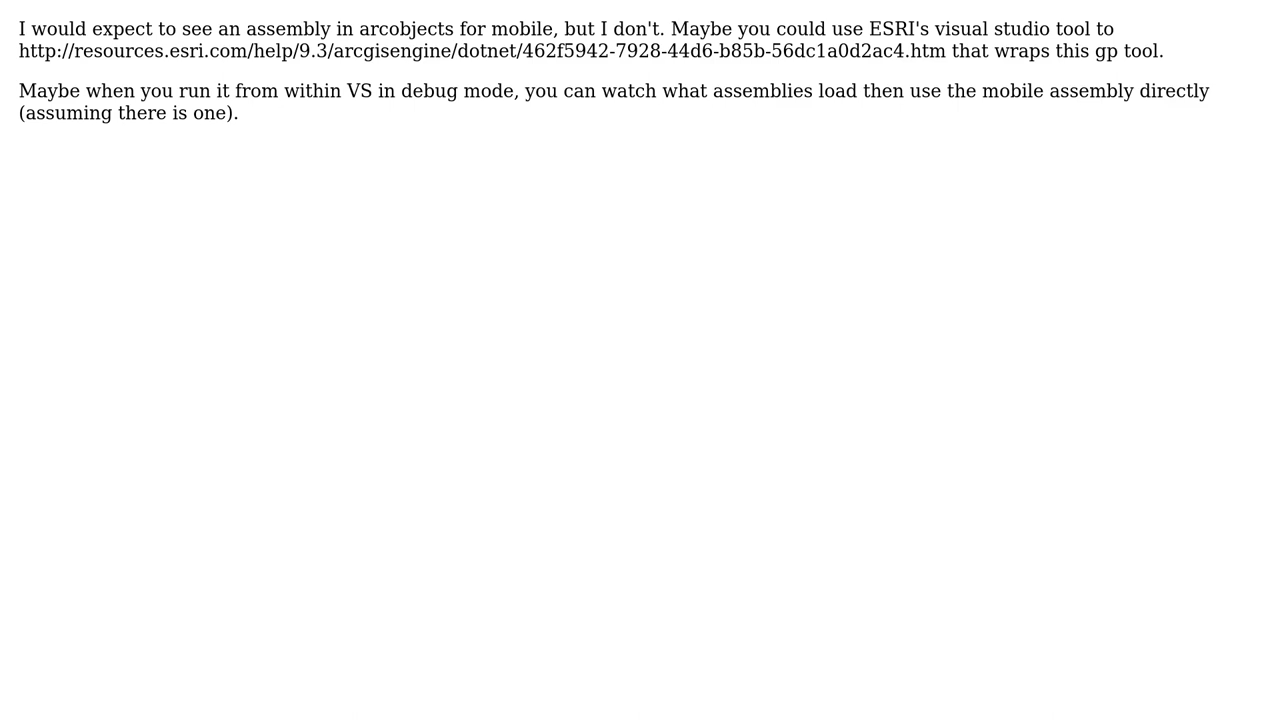 I would expect to see an assembly in arcobjects for mobile, but I don't. Maybe you could use ESRI's visual studio tool to
http://resources.esri.com/help/9.3/arcgisengine/dotnet/462f5942-7928-44d6-b85b-56dc1a0d2ac4.htm that wraps this gp tool.
Maybe when you run it from within VS in debug mode, you can watch what assemblies load then use the mobile assembly directly
(assuming there is one).